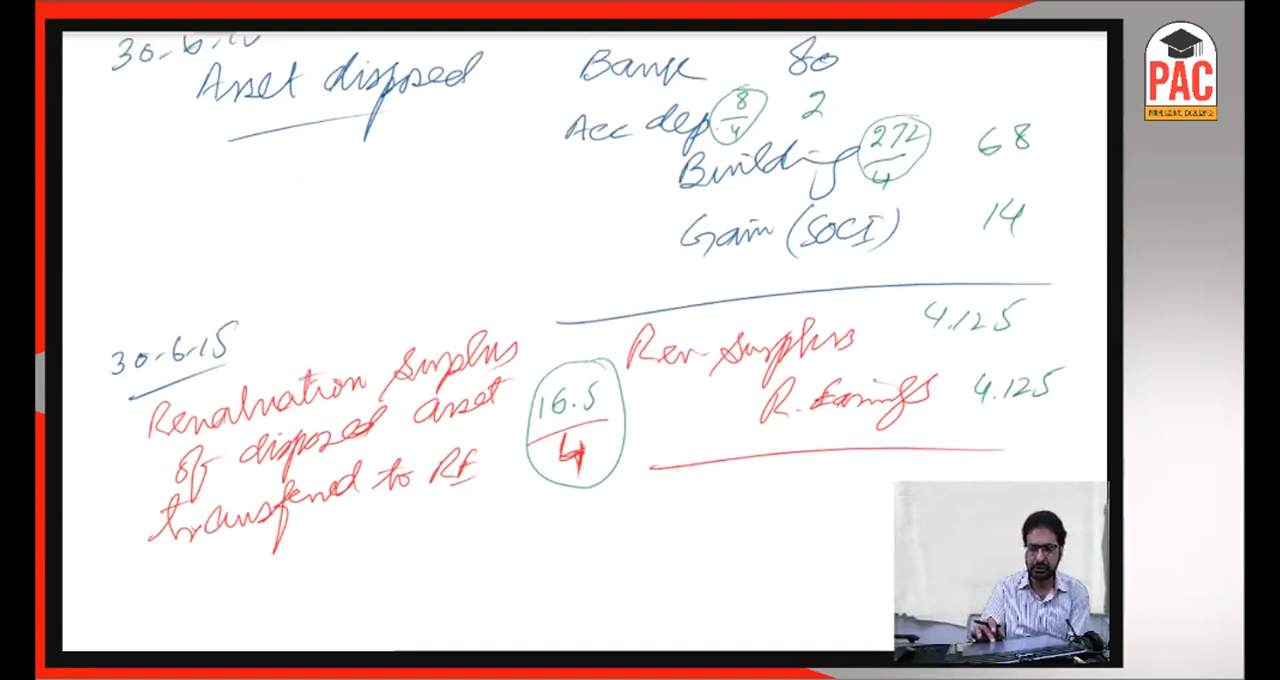 30-6-1
Asset disposed
Bank 80
Acc dep 8/4 2
Building 272/4 68
Gain (SOCI) 14
30-6-15
Revaluation surplus
of disposed asset
transferred to RE
16.5/4
Rev. Surplus 4.125
R. Earnings 4.125
PAC